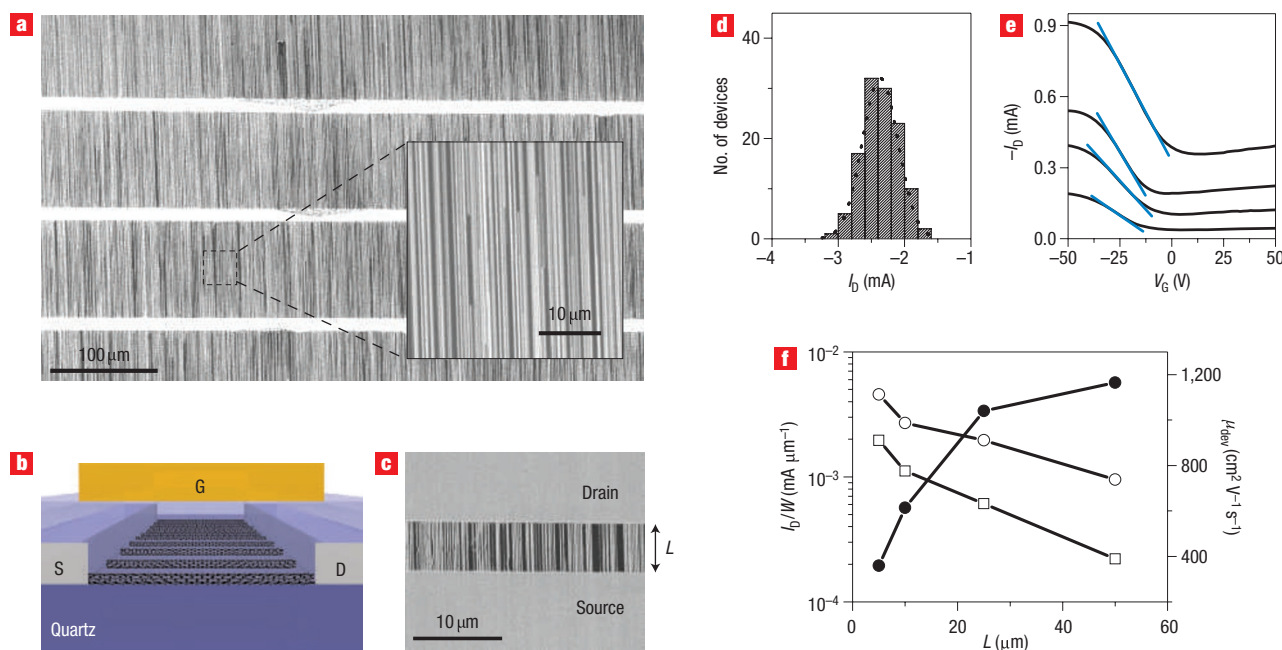 a
100 μm
10 μm
b
G
S
D
Quartz
c
Drain
L
Source
10 μm
d
No. of devices
40
20
0
–4
–3
–2
–1
I_D (mA)
e
–I_D (mA)
0.9
0.6
0.3
0.0
–50
–25
0
25
50
V_G (V)
f
I_D/W (mA μm⁻¹)
10⁻²
10⁻³
10⁻⁴
0
20
40
60
L (μm)
1,200
800
400
μ_dev (cm² V–¹ s–¹)